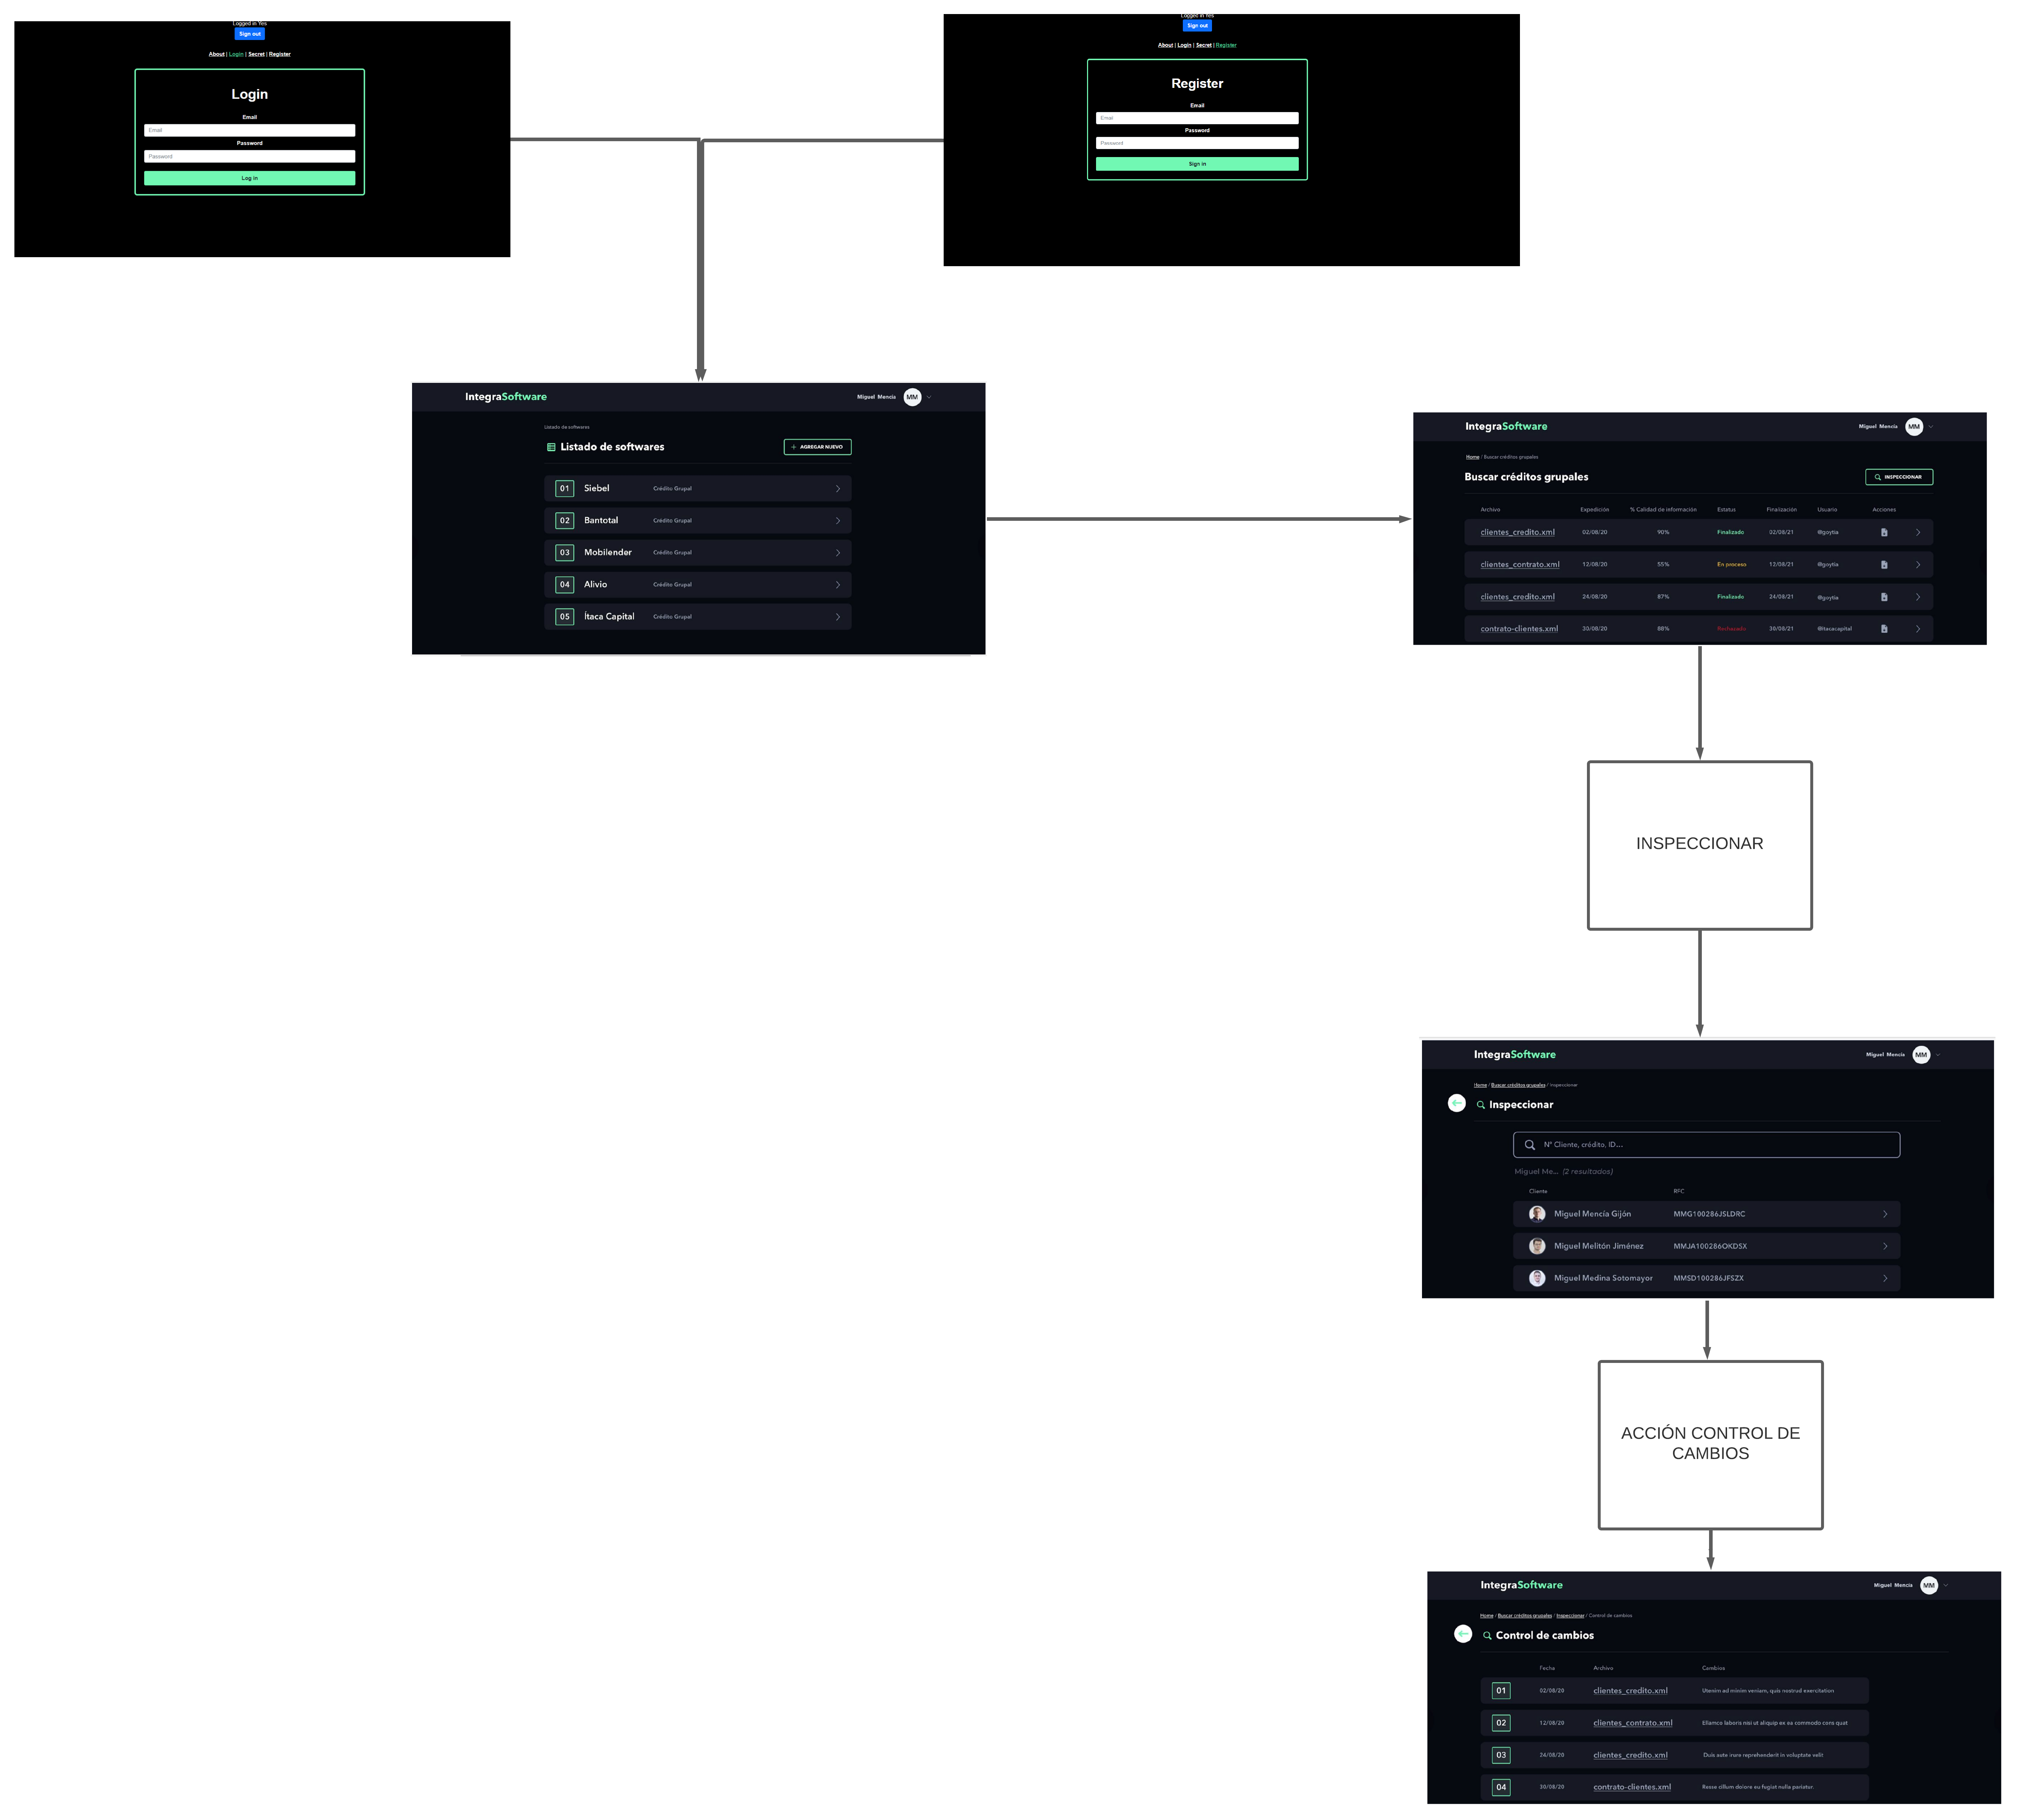 Logged in Yes
Sign out
About | Login | Secret | Register
Login
Email
Email
Password
Password
Log in
Logged in Yes
Sign out
About | Login | Secret | Register
Register
Email
Email
Password
Password
Sign in
IntegraSoftware
Miguel Mencía MM
Listado de softwares
Listado de softwares
+ AGREGAR NUEVO
01 Siebel Crédito Grupal
02 Bantotal Crédito Grupal
03 Mobilender Crédito Grupal
04 Alivio Crédito Grupal
05 Ítaca Capital Crédito Grupal
IntegraSoftware
Miguel Mencía MM
Home / Buscar créditos grupales
Buscar créditos grupales
INSPECCIONAR
Archivo Expedición % Calidad de información Estatus Finalización Usuario Acciones
clientes_credito.xml 02/08/20 90% Finalizado 02/08/21 @goytia
clientes_contrato.xml 12/08/20 55% En proceso 12/08/21 @goytia
clientes_credito.xml 24/08/20 87% Finalizado 24/08/21 @goytia
contrato-clientes.xml 30/08/20 88% Rechazado 30/08/21 @itacacapital
INSPECCIONAR
IntegraSoftware
Miguel Mencía MM
Home / Buscar créditos grupales / Inspeccionar
Inspeccionar
N° Cliente, crédito, ID...
Miguel Me... (2 resultados)
Cliente RFC
Miguel Mencía Gijón MMG100286JSLDRC
Miguel Melitón Jiménez MMJA100286OKDSX
Miguel Medina Sotomayor MMSD100286JFSZX
ACCIÓN CONTROL DE
CAMBIOS
IntegraSoftware
Miguel Mencía MM
Home / Buscar créditos grupales / Inspeccionar / Control de cambios
Control de cambios
Fecha Archivo Cambios
01 02/08/20 clientes_credito.xml Utenim ad minim veniam, quis nostrud exercitation
02 12/08/20 clientes_contrato.xml Ellamco laboris nisi ut aliquip ex ea commodo cons quat
03 24/08/20 clientes_credito.xml Duis aute irure reprehenderit in voluptate velit
04 30/08/20 contrato-clientes.xml Resse cillum dolore eu fugiat nulla pariatur.